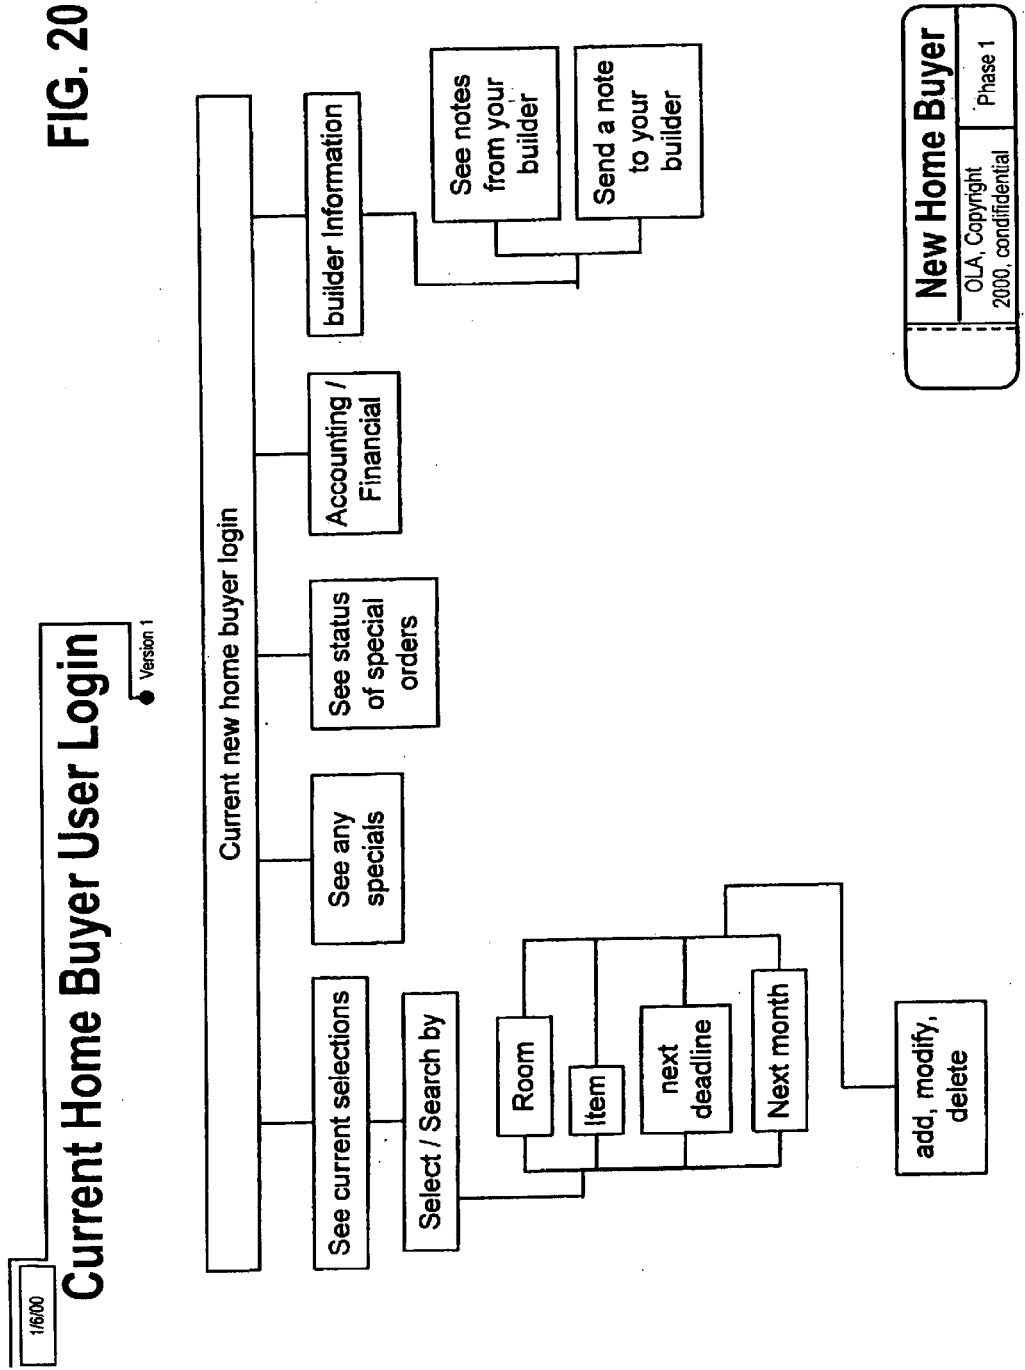 1/6/00
Current Home Buyer User Login
Version 1
FIG. 20
Current new home buyer login
See current selections
Select / Search by
Room
Item
next
deadline
Next month
add, modify,
delete
See any
specials
See status
of special
orders
Accounting /
Financial
builder Information
See notes
from your
builder
Send a note
to your
builder
New Home Buyer
OLA, Copyright
2000, condifidential
Phase 1